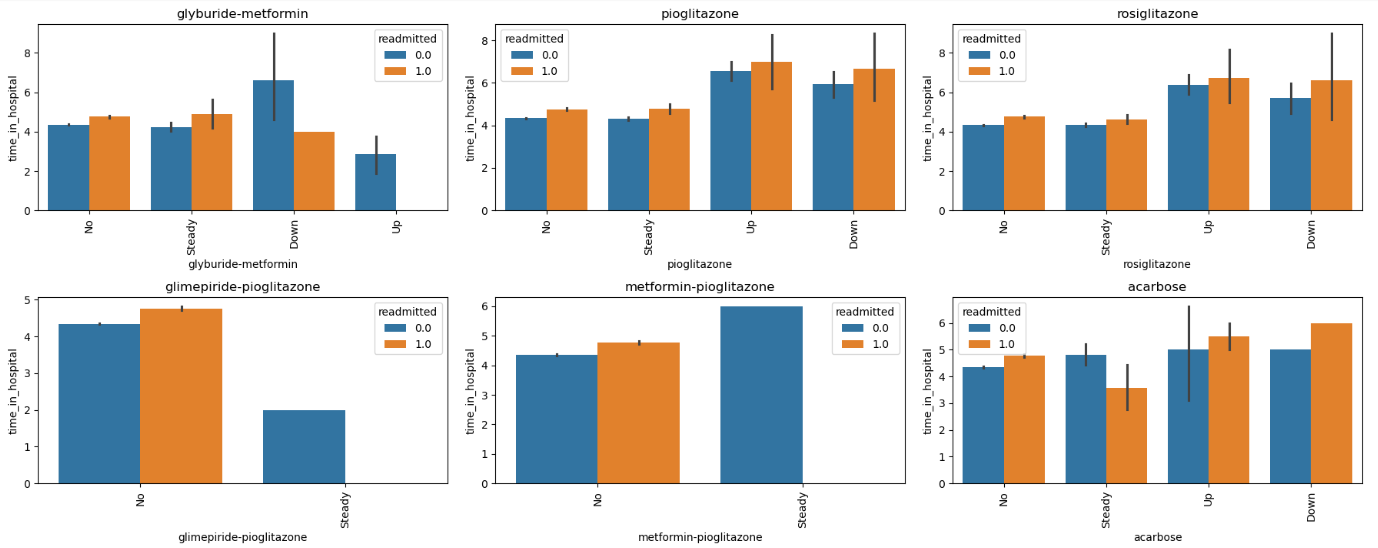 glyburide-metformin
time_in_hospital
8
6
4
2
0
readmitted
0.0
1.0
No
Steady
Down
Up
glyburide-metformin
pioglitazone
time_in_hospital
8
6
4
2
0
readmitted
0.0
1.0
No
Steady
Up
Down
pioglitazone
rosiglitazone
time_in_hospital
8
6
4
2
0
readmitted
0.0
1.0
No
Steady
Up
Down
rosiglitazone
glimepiride-pioglitazone
time_in_hospital
5
4
3
2
1
0
readmitted
0.0
1.0
No
Steady
glimepiride-pioglitazone
metformin-pioglitazone
time_in_hospital
6
5
4
3
2
1
0
readmitted
0.0
1.0
No
Steady
metformin-pioglitazone
acarbose
time_in_hospital
6
5
4
3
2
1
0
readmitted
0.0
1.0
No
Steady
Up
Down
acarbose